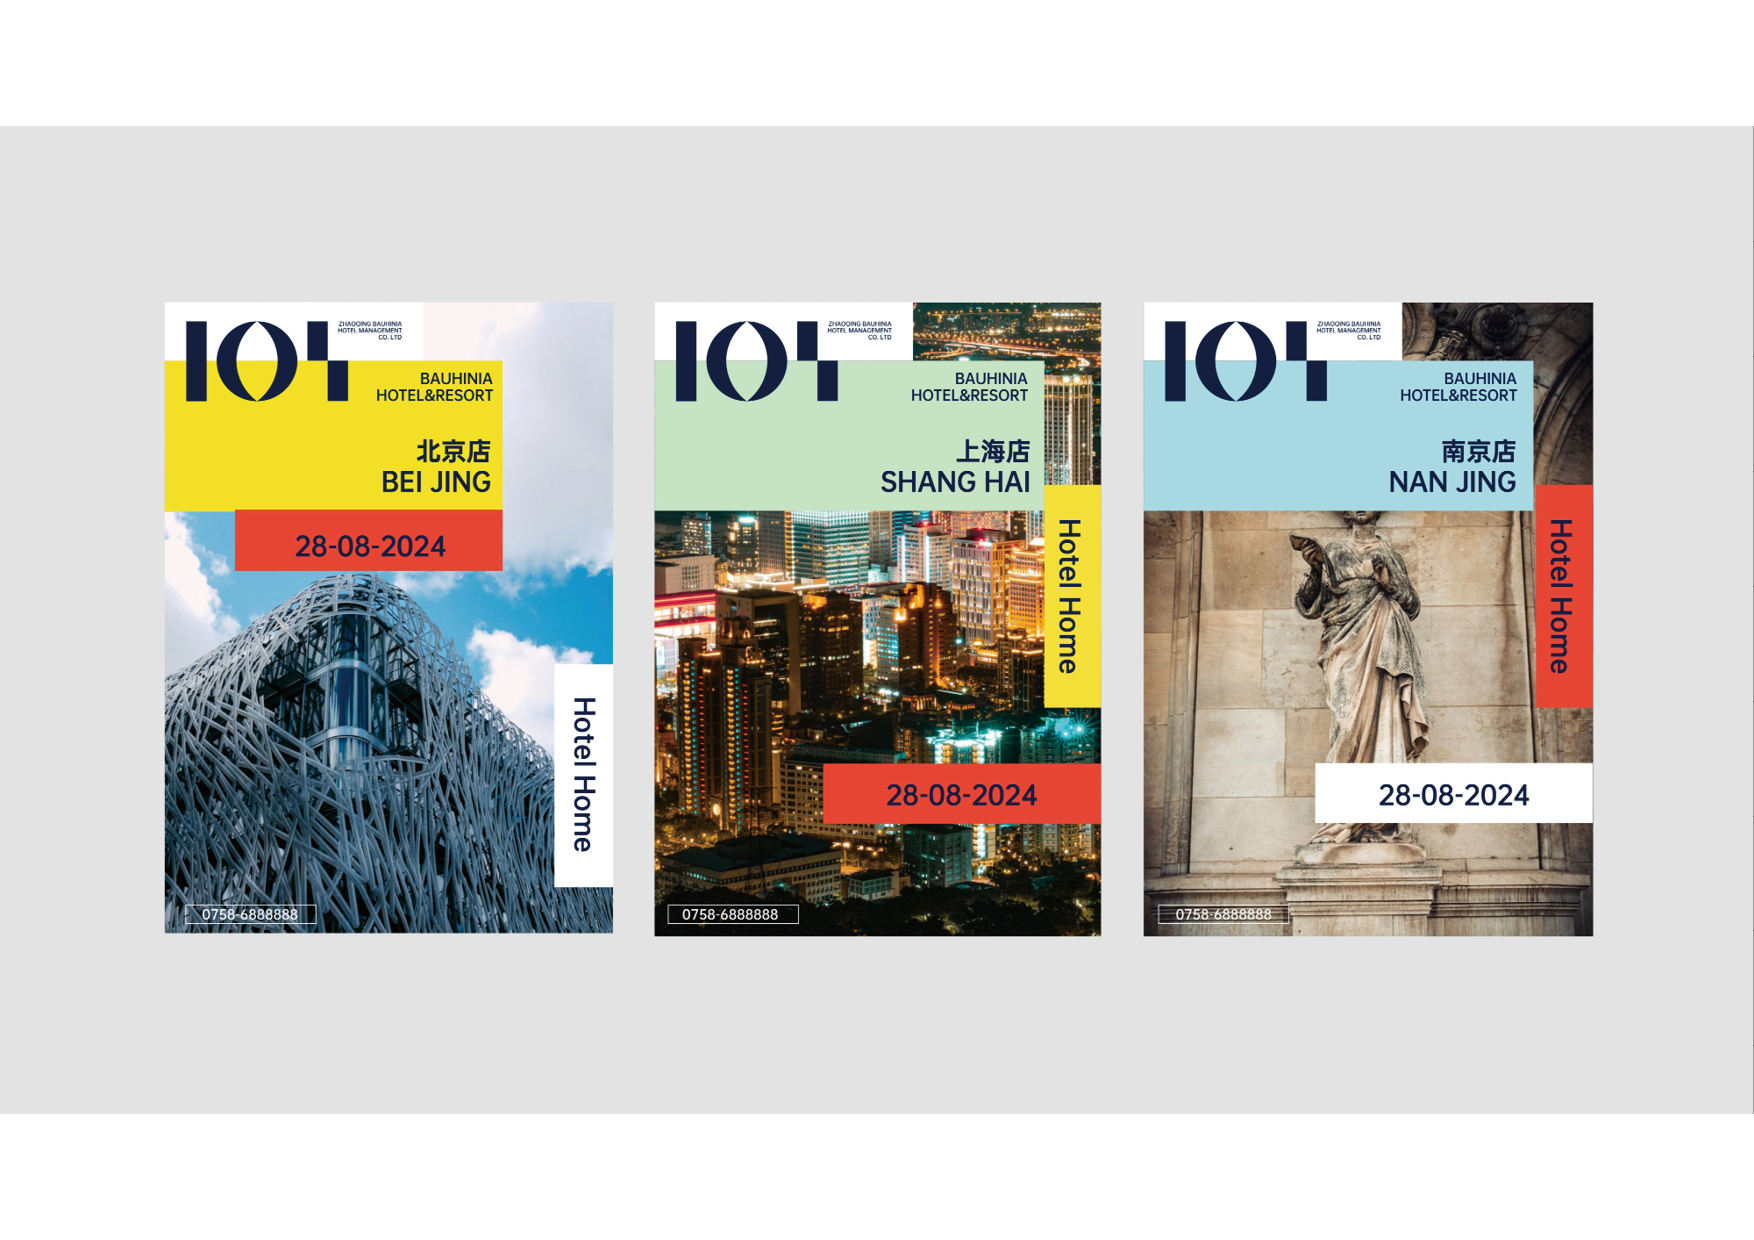 101
ZHAOQING BAUHINIA
HOTEL MANAGEMENT
CO. LTD
BAUHINIA
HOTEL&RESORT
北京店
BEI JING
28-08-2024
Hotel Home
0758-6888888
101
ZHAOQING BAUHINIA
HOTEL MANAGEMENT
CO. LTD
BAUHINIA
HOTEL&RESORT
上海店
SHANG HAI
Hotel Home
28-08-2024
0758-6888888
101
ZHAOQING BAUHINIA
HOTEL MANAGEMENT
CO. LTD
BAUHINIA
HOTEL&RESORT
南京店
NAN JING
Hotel Home
28-08-2024
0758-6888888